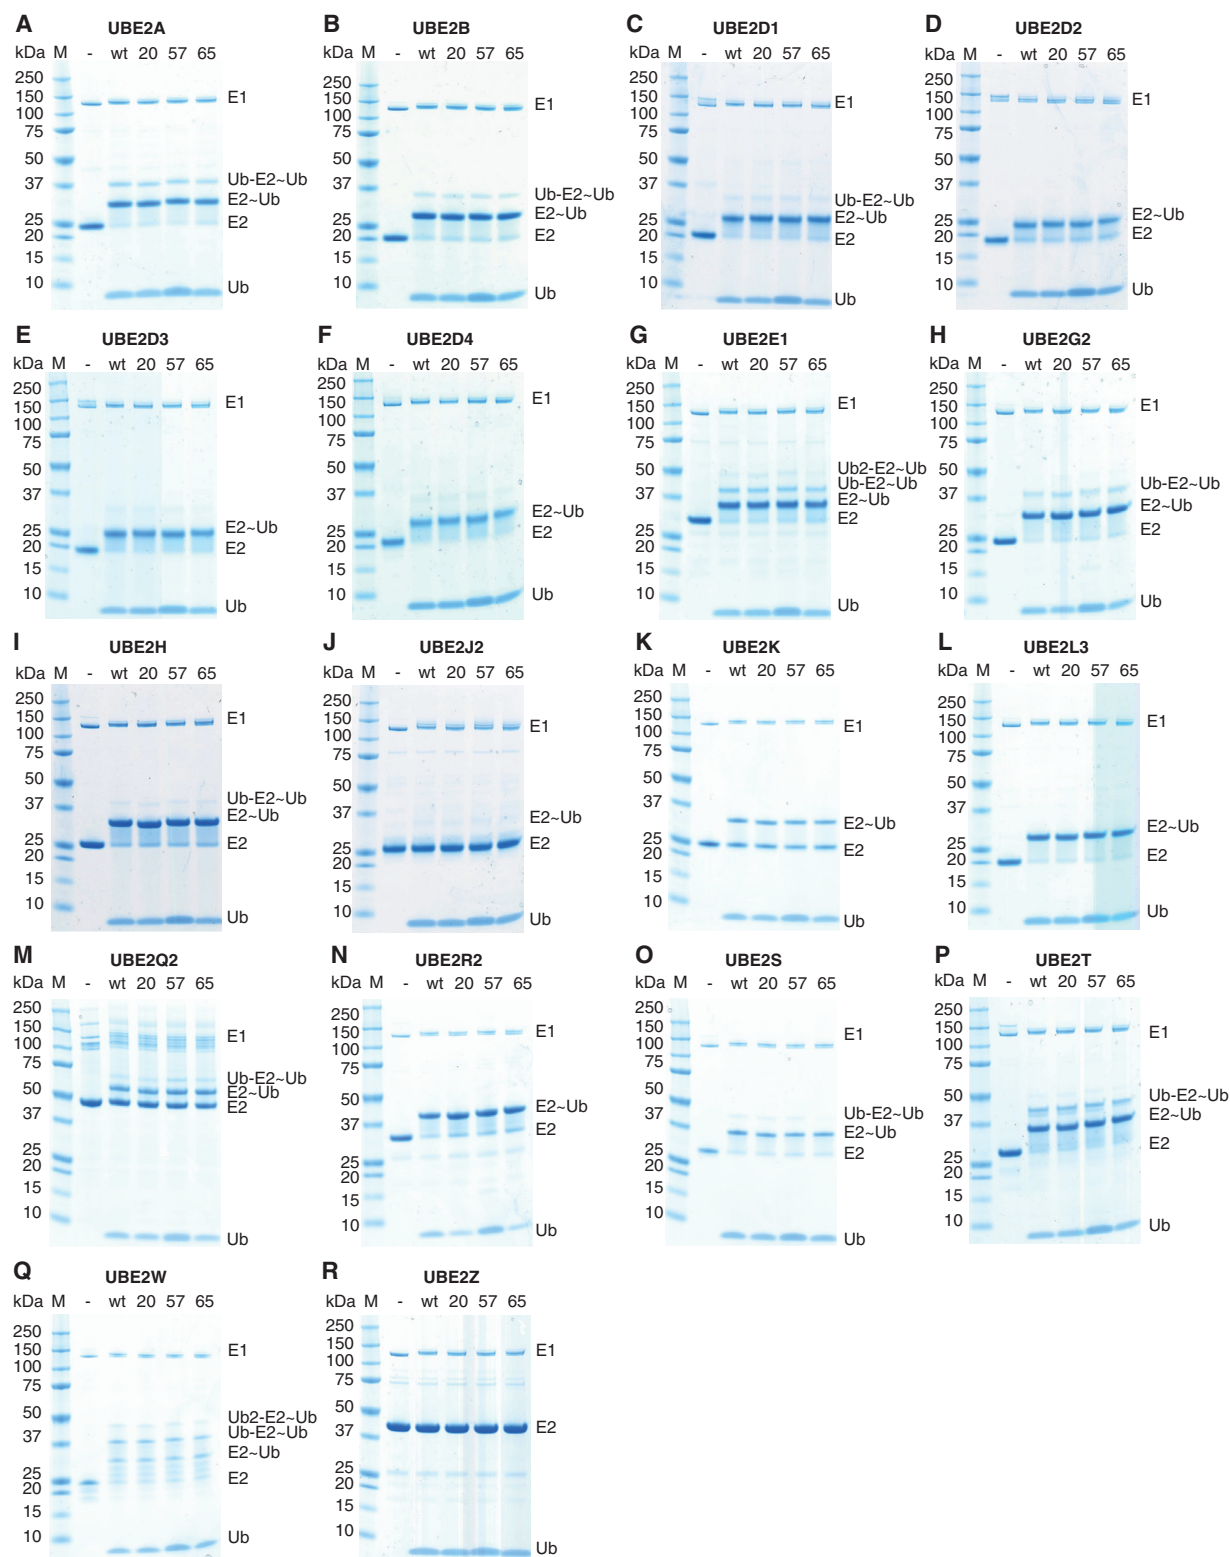 A
UBE2A
kDa M - wt 20 57 65
250
150
100
75
50
37
25
20
15
10
E1
Ub-E2~Ub
E2~Ub
E2
Ub
B
UBE2B
kDa M - wt 20 57 65
250
150
100
75
50
37
25
20
15
10
E1
Ub-E2~Ub
E2~Ub
E2
Ub
C
UBE2D1
kDa M - wt 20 57 65
250
150
100
75
50
37
25
20
15
10
E1
Ub-E2~Ub
E2~Ub
E2
Ub
D
UBE2D2
kDa M - wt 20 57 65
250
150
100
75
50
37
25
20
15
10
E1
E2~Ub
E2
Ub
E
UBE2D3
kDa M - wt 20 57 65
250
150
100
75
50
37
25
20
15
10
E1
E2~Ub
E2
Ub
F
UBE2D4
kDa M - wt 20 57 65
250
150
100
75
50
37
25
20
15
10
E1
E2~Ub
E2
Ub
G
UBE2E1
kDa M - wt 20 57 65
250
150
100
75
50
37
25
20
15
10
E1
Ub2-E2~Ub
Ub-E2~Ub
E2~Ub
E2
Ub
H
UBE2G2
kDa M - wt 20 57 65
250
150
100
75
50
37
25
20
15
10
E1
Ub-E2~Ub
E2~Ub
E2
Ub
I
UBE2H
kDa M - wt 20 57 65
250
150
100
75
50
37
25
20
15
10
E1
Ub-E2~Ub
E2~Ub
E2
Ub
J
UBE2J2
kDa M - wt 20 57 65
250
150
100
75
50
37
25
20
15
10
E1
E2~Ub
E2
Ub
K
UBE2K
kDa M - wt 20 57 65
250
150
100
75
50
37
25
20
15
10
E1
E2~Ub
E2
Ub
L
UBE2L3
kDa M - wt 20 57 65
250
150
100
75
50
37
25
20
15
10
E1
E2~Ub
E2
Ub
M
UBE2Q2
kDa M - wt 20 57 65
250
150
100
75
50
37
25
20
15
10
E1
Ub-E2~Ub
E2~Ub
E2
Ub
N
UBE2R2
kDa M - wt 20 57 65
250
150
100
75
50
37
25
20
15
10
E1
E2~Ub
E2
Ub
O
UBE2S
kDa M - wt 20 57 65
250
150
100
75
50
37
25
20
15
10
E1
Ub-E2~Ub
E2~Ub
E2
Ub
P
UBE2T
kDa M - wt 20 57 65
250
150
100
75
50
37
25
20
15
10
E1
Ub-E2~Ub
E2~Ub
E2
Ub
Q
UBE2W
kDa M - wt 20 57 65
250
150
100
75
50
37
25
20
15
10
E1
Ub2-E2~Ub
Ub-E2~Ub
E2~Ub
E2
Ub
R
UBE2Z
kDa M - wt 20 57 65
250
150
100
75
50
37
25
20
15
10
E1
E2
Ub